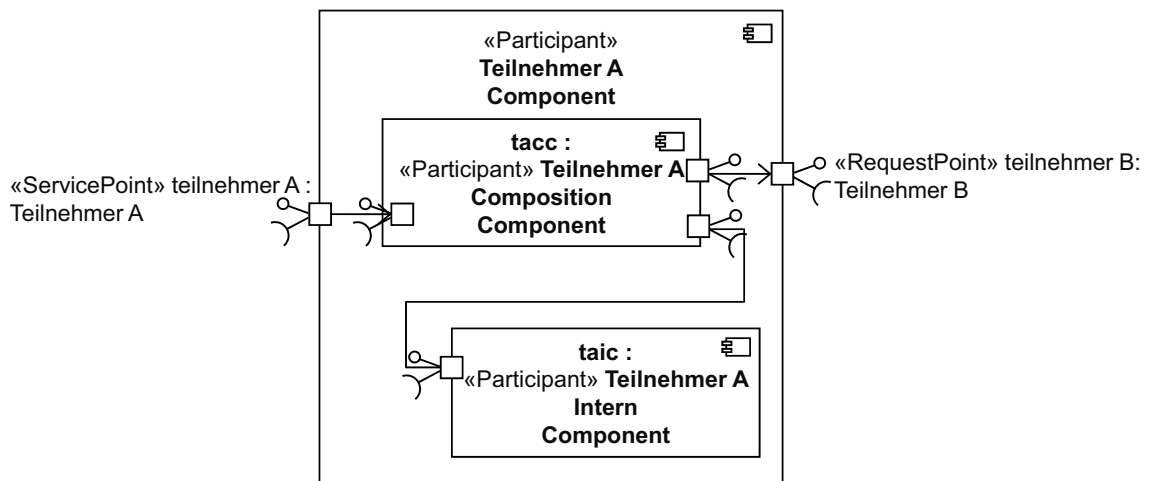 «Participant»
Teilnehmer A
Component
tacc :
«Participant» Teilnehmer A
Composition
Component
«ServicePoint» teilnehmer A :
Teilnehmer A
«RequestPoint» teilnehmer B:
Teilnehmer B
taic :
«Participant» Teilnehmer A
Intern
Component